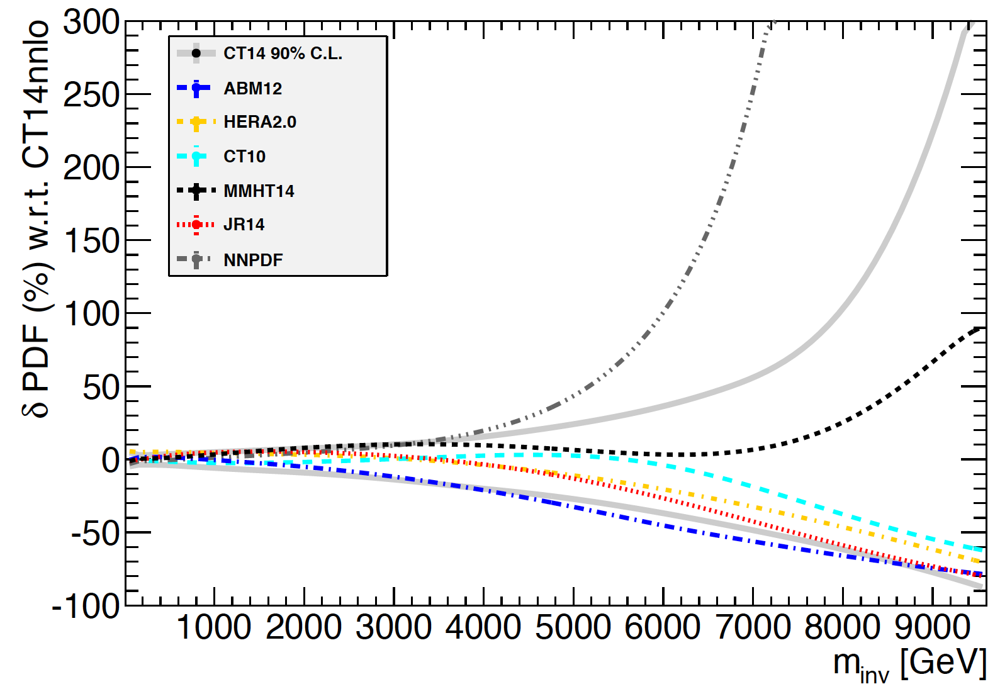 δ PDF (%) w.r.t. CT14nnlo
300
250
200
150
100
50
0
-50
-100
CT14 90% C.L.
ABM12
HERA2.0
CT10
MMHT14
JR14
NNPDF
1000 2000 3000 4000 5000 6000 7000 8000 9000
m_inv [GeV]